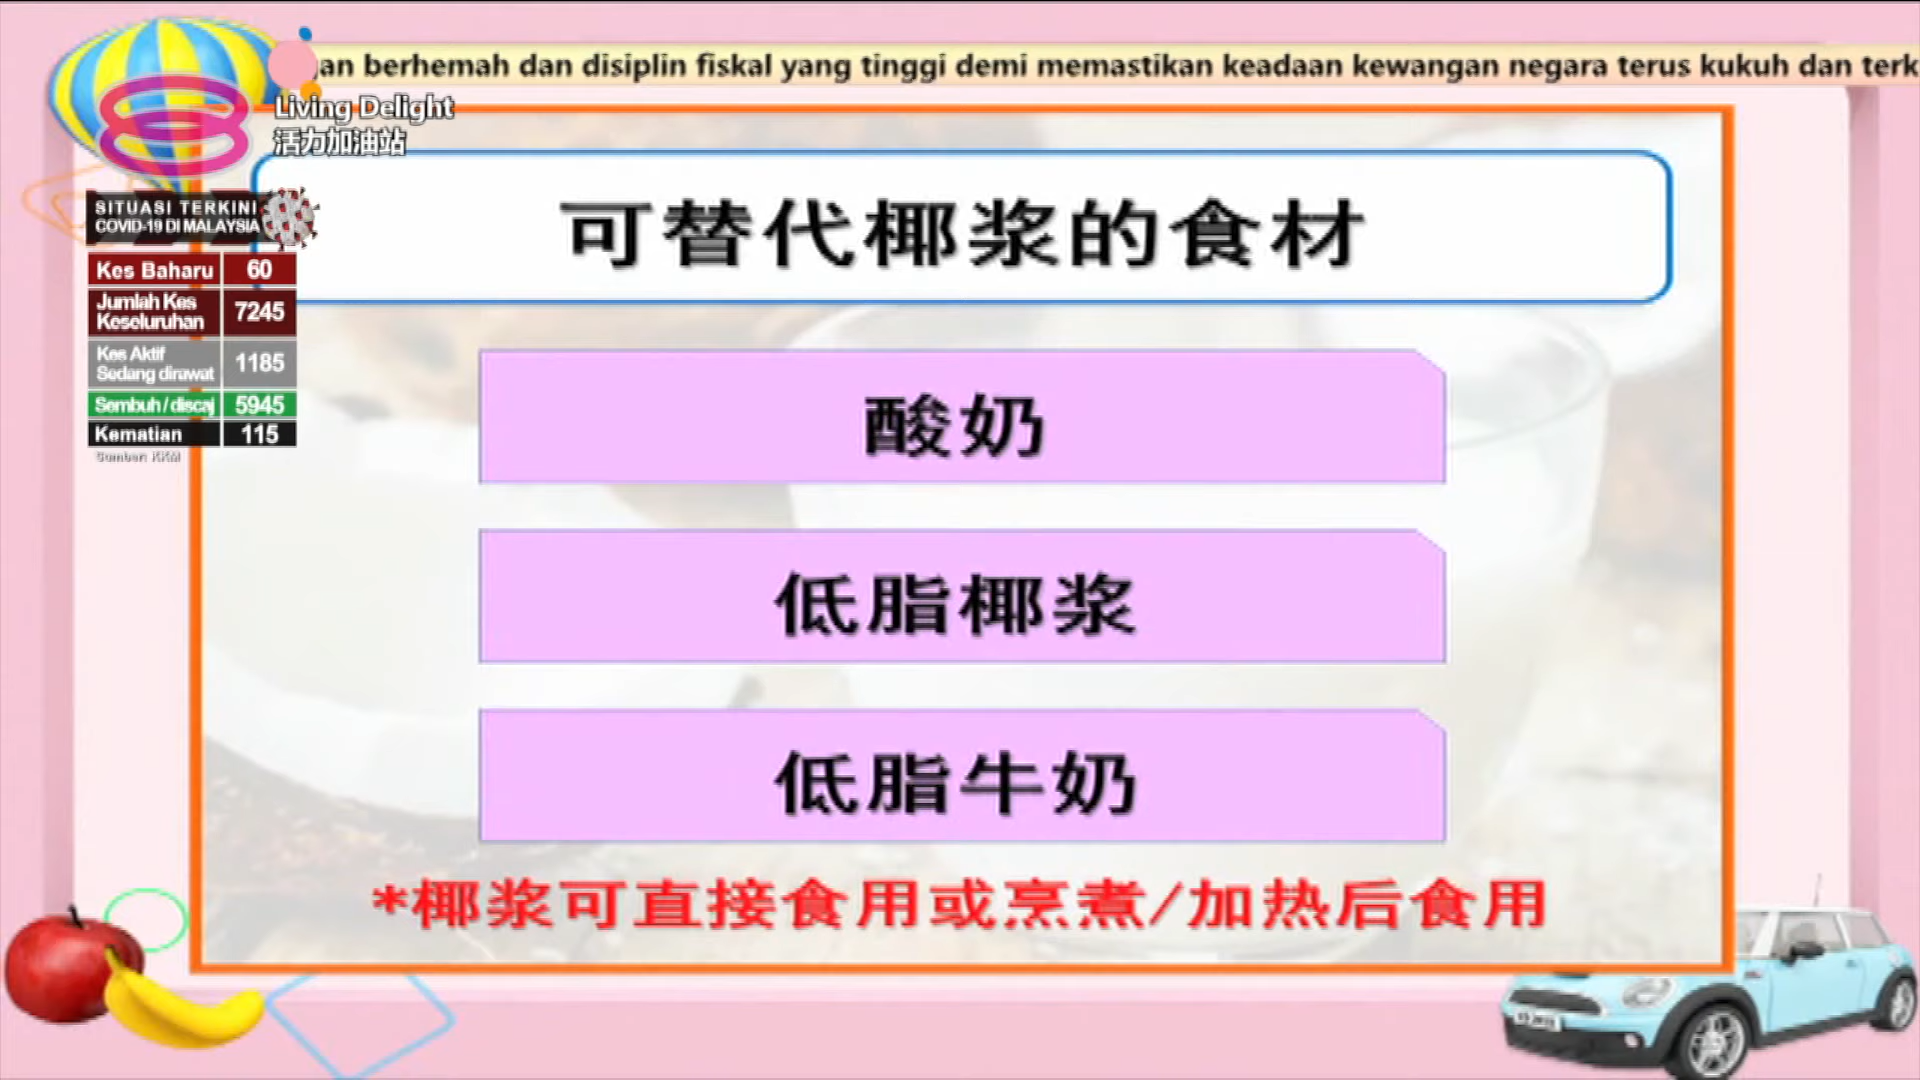 an berhemah dan disiplin fiskal yang tinggi demi memastikan keadaan kewangan negara terus kukuh dan terk
Living Delight
活力加油站
SITUASI TERKINI
COVID-19 DI MALAYSIA
Kes Baharu 60
Jumlah Kes
Keseluruhan 7245
Kes Aktif
Sedang dirawat 1185
Sembuh / discaj 5945
Kematian 115
Sumber: KKM
可替代椰浆的食材
酸奶
低脂椰浆
低脂牛奶
*椰浆可直接食用或烹煮/加热后食用